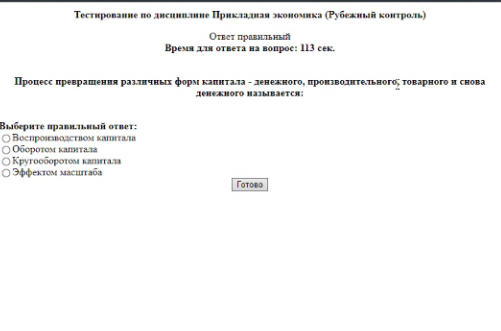 Тестирование по дисциплине Прикладная экономика (Рубежный контроль)
Ответ правильный
Время для ответа на вопрос: 113 сек.
Процесс превращения различных форм капитала - денежного, производительного, товарного и снова
денежного называется:
Выберите правильный ответ:
Воспроизводством капитала
Оборотом капитала
Кругооборотом капитала
Эффектом масштаба
Готово